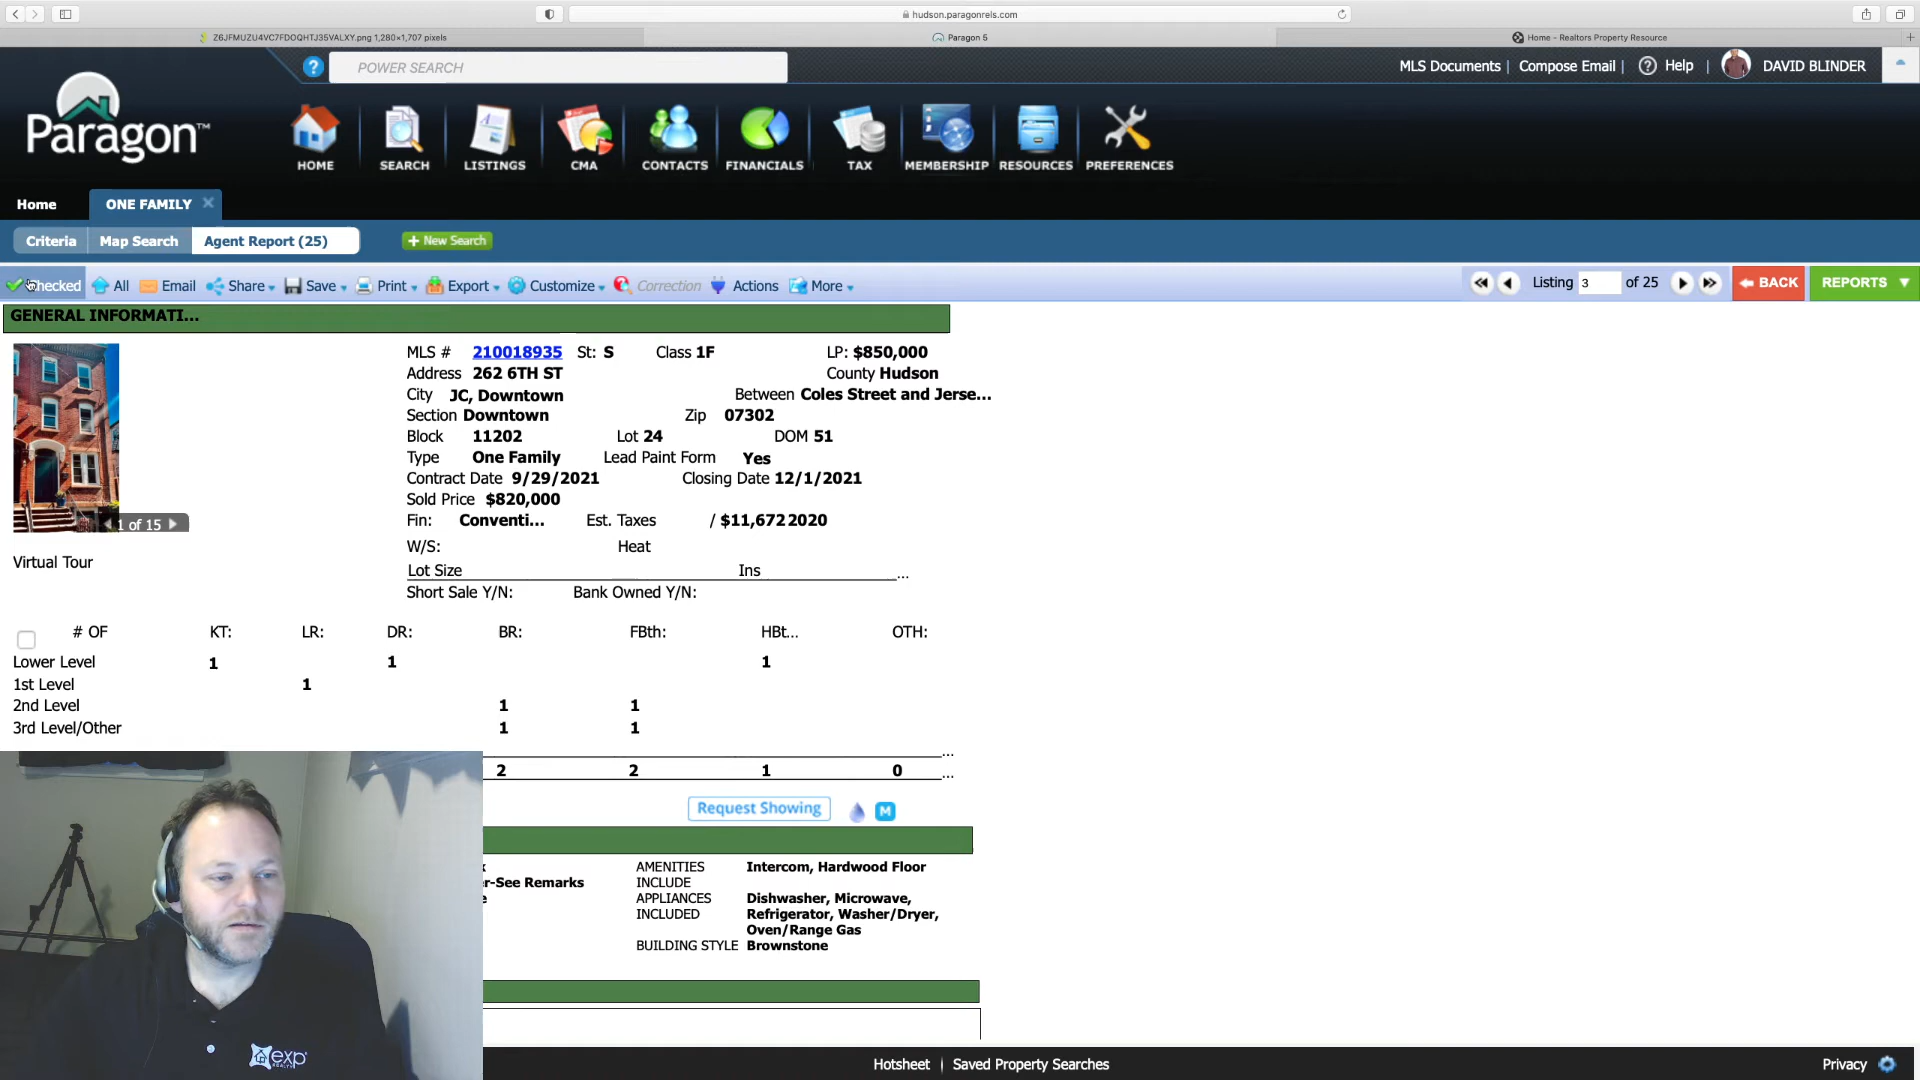 hudson.paragonrels.com
Z6JFMUZU4VC7FDOQHTJ35VALXY.png 1,280×1,707 pixels
Paragon 5
Home - Realtors Property Resource
POWER SEARCH
MLS Documents | Compose Email | Help | DAVID BLINDER
Paragon™
HOME SEARCH LISTINGS CMA CONTACTS FINANCIALS TAX MEMBERSHIP RESOURCES PREFERENCES
Home ONE FAMILY
Criteria Map Search Agent Report (25) + New Search
Checked All Email Share Save Print Export Customize Correction Actions More Listing 3 of 25 BACK REPORTS
GENERAL INFORMATI...
MLS # 210018935 St: S Class 1F LP: $850,000
Address 262 6TH ST County Hudson
City JC, Downtown Between Coles Street and Jerse...
Section Downtown Zip 07302
Block 11202 Lot 24 DOM 51
Type One Family Lead Paint Form Yes
Contract Date 9/29/2021 Closing Date 12/1/2021
Sold Price $820,000
Fin: Conventi... Est. Taxes / $11,672 2020
1 of 15
W/S: Heat
Virtual Tour
Lot Size Ins ...
Short Sale Y/N: Bank Owned Y/N:
# OF KT: LR: DR: BR: FBth: HBt... OTH:
Lower Level 1 1 1
1st Level 1
2nd Level 1 1
3rd Level/Other 1 1
...
2 2 1 0 ...
Request Showing M
AMENITIES Intercom, Hardwood Floor
er-See Remarks INCLUDE
APPLIANCES Dishwasher, Microwave,
INCLUDED Refrigerator, Washer/Dryer,
Oven/Range Gas
BUILDING STYLE Brownstone
exp
REALTY
Hotsheet | Saved Property Searches
Privacy